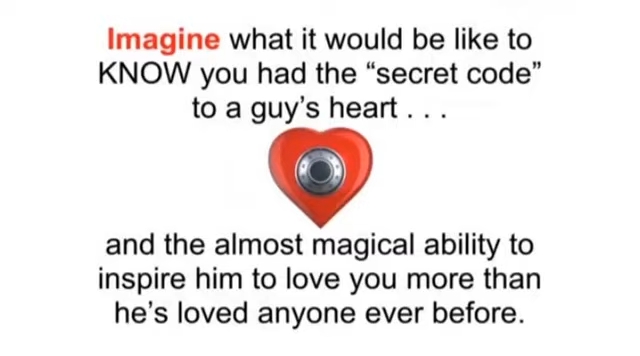 Imagine what it would be like to
KNOW you had the “secret code”
to a guy’s heart . . .
and the almost magical ability to
inspire him to love you more than
he’s loved anyone ever before.